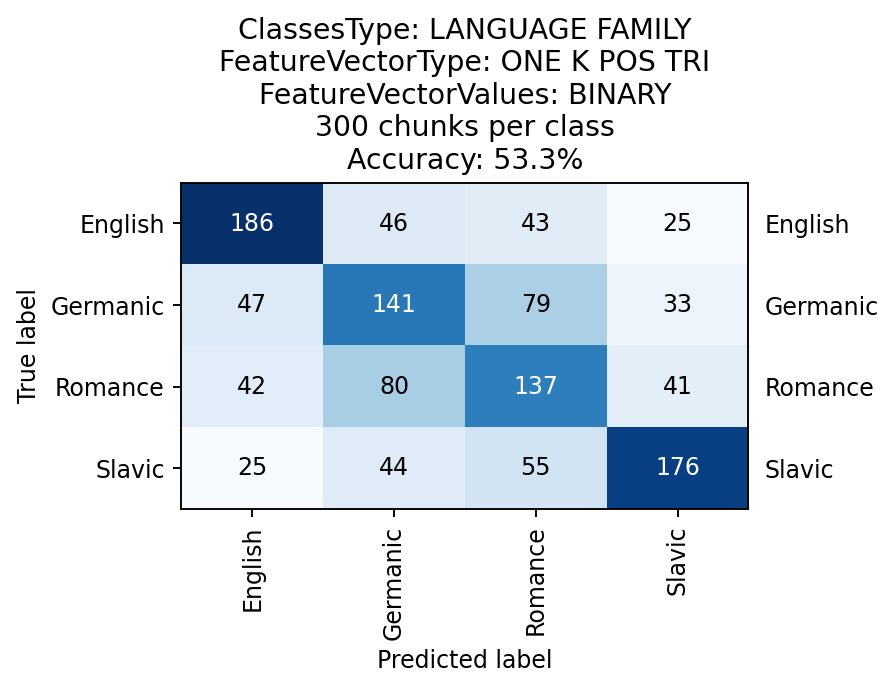 ClassesType: LANGUAGE FAMILY
FeatureVectorType: ONE K POS TRI
FeatureVectorValues: BINARY
300 chunks per class
Accuracy: 53.3%
English 186 46 43 25 English
Germanic 47 141 79 33 Germanic
Romance 42 80 137 41 Romance
Slavic 25 44 55 176 Slavic
True label
English Germanic Romance Slavic
Predicted label